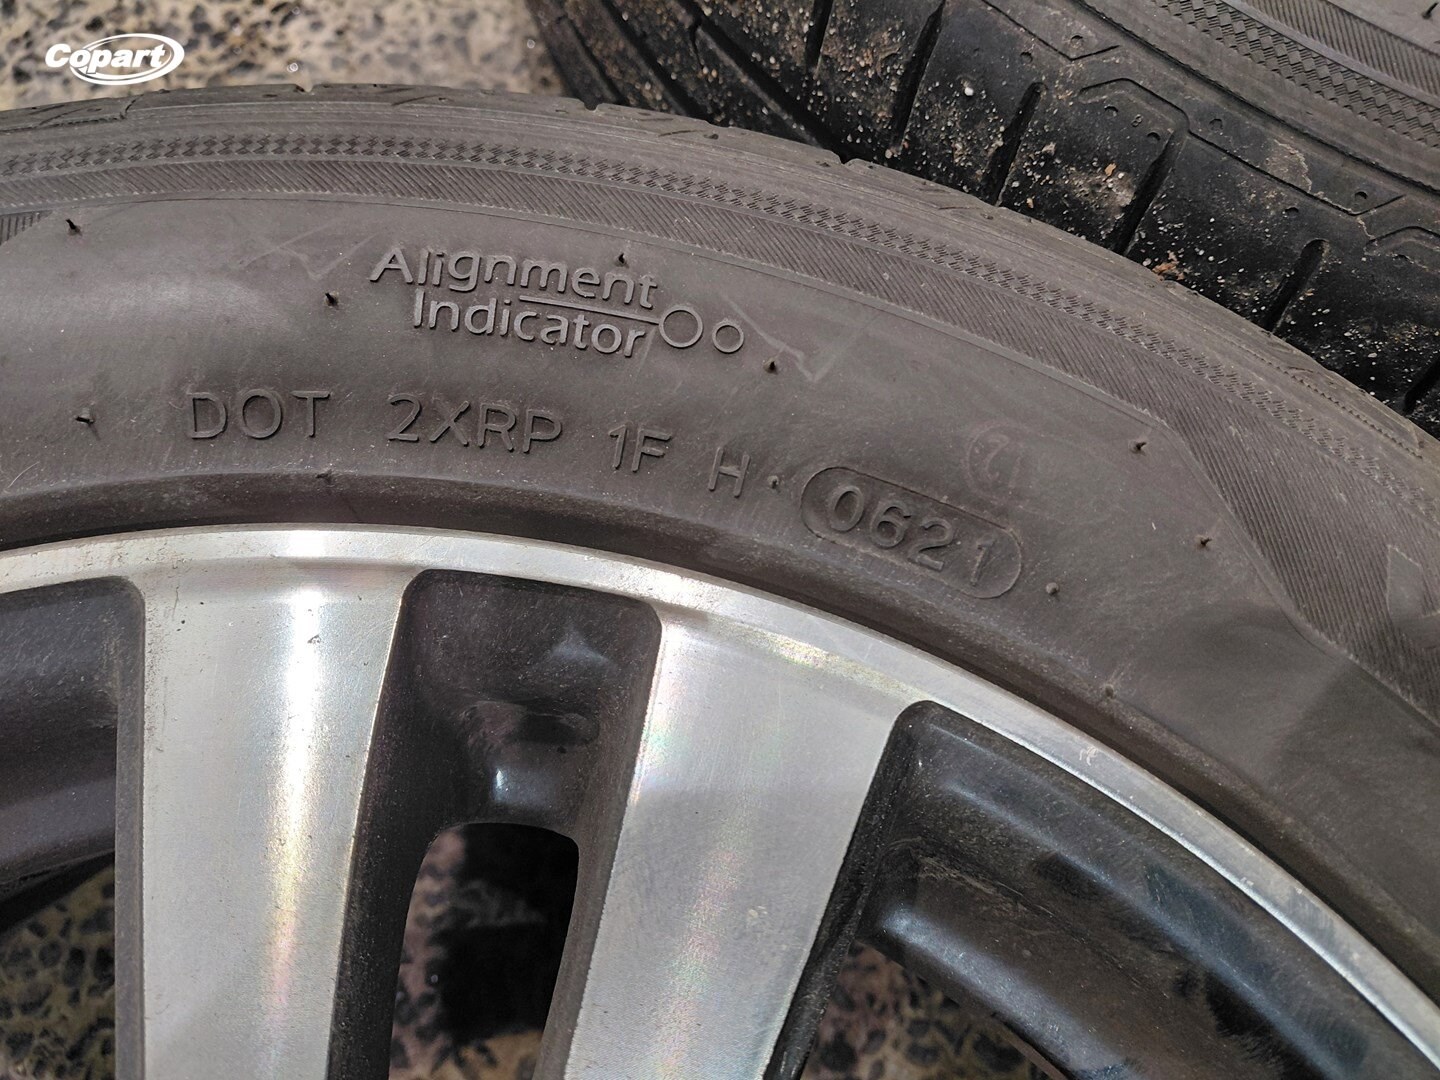 Copart
Alignment
Indicator
DOT 2XRP 1F H 0621